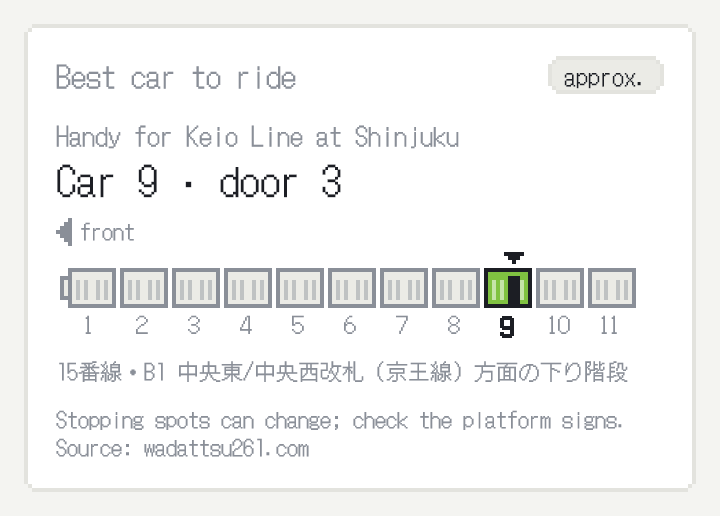 Best car to ride
approx.
Handy for Keio Line at Shinjuku
Car 9 · door 3
front
1 2 3 4 5 6 7 8 9 10 11
15番線・B1 中央東/中央西改札（京王線）方面の下り階段
Stopping spots can change; check the platform signs.
Source: wadattsu261.com